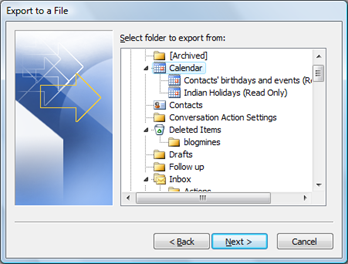 Export to a File
Select folder to export from:
[Archived]
Calendar
Contacts' birthdays and events (Re
Indian Holidays (Read Only)
Contacts
Conversation Action Settings
Deleted Items
blogmines
Drafts
Follow up
Inbox
Actions
< Back
Next >
Cancel